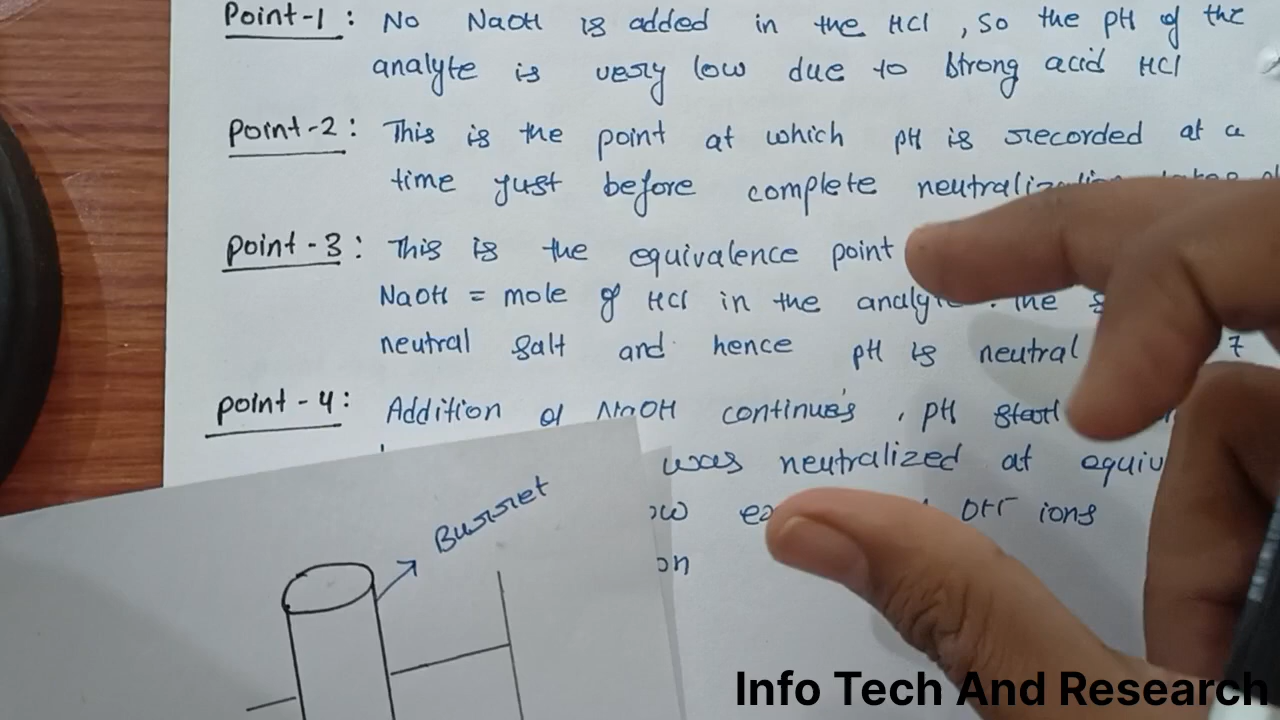 Point-1 : No NaOH is added in the HCl , so the pH of the
analyte is very low due to strong acid HCl
Point-2 : This is the point at which pH is recorded at a
time just before complete
Point-3 : This is the equivalence point
NaOH = mole of HCl in the
neutral salt and hence pH is neutral 7
point-4 : Addition of NaOH continue's , pH start
was neutralized at
ions
Burret
Info Tech And Research